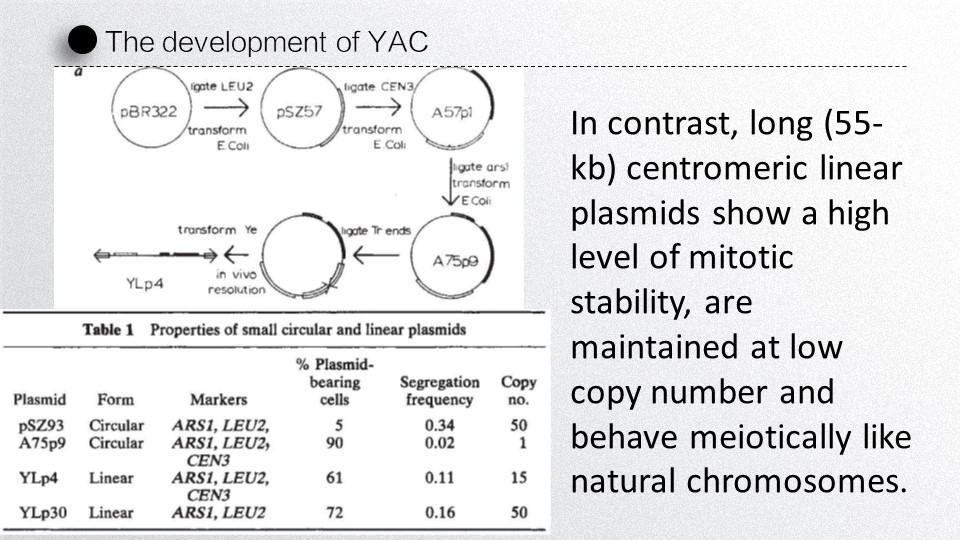 The development of YAC
a
pBR322
ligate LEU2
transform
E.Coli
pSZ57
ligate CEN3
transform
E.Coli
A57p1
ligate ars1
transform
E.Coli
A75p9
ligate Tr ends
transform Ye
in vivo
resolution
YLp4
Table 1 Properties of small circular and linear plasmids
Plasmid Form Markers % Plasmid-bearing cells Segregation frequency Copy no.
pSZ93 Circular ARS1, LEU2, 5 0.34 50
A75p9 Circular ARS1, LEU2, 90 0.02 1
CEN3
YLp4 Linear ARS1, LEU2, 61 0.11 15
CEN3
YLp30 Linear ARS1, LEU2 72 0.16 50
In contrast, long (55-
kb) centromeric linear
plasmids show a high
level of mitotic
stability, are
maintained at low
copy number and
behave meiotically like
natural chromosomes.